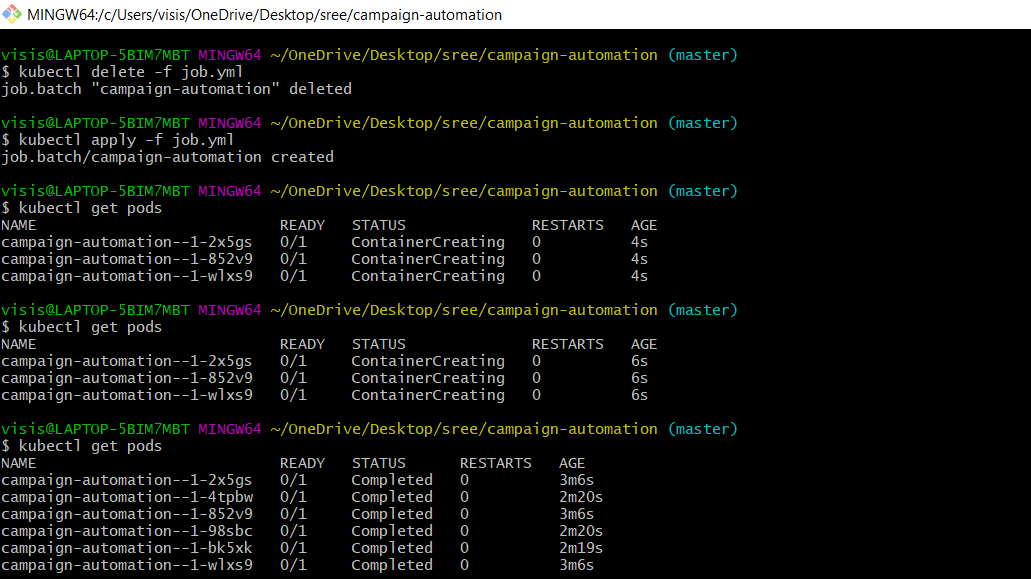 MINGW64:/c/Users/visis/OneDrive/Desktop/sree/campaign-automation
visis@LAPTOP-5BIM7MBT MINGW64 ~/OneDrive/Desktop/sree/campaign-automation (master)
$ kubectl delete -f job.yml
job.batch "campaign-automation" deleted
visis@LAPTOP-5BIM7MBT MINGW64 ~/OneDrive/Desktop/sree/campaign-automation (master)
$ kubectl apply -f job.yml
job.batch/campaign-automation created
visis@LAPTOP-5BIM7MBT MINGW64 ~/OneDrive/Desktop/sree/campaign-automation (master)
$ kubectl get pods
NAME READY STATUS RESTARTS AGE
campaign-automation--1-2x5gs 0/1 ContainerCreating 0 4s
campaign-automation--1-852v9 0/1 ContainerCreating 0 4s
campaign-automation--1-wlxs9 0/1 ContainerCreating 0 4s
visis@LAPTOP-5BIM7MBT MINGW64 ~/OneDrive/Desktop/sree/campaign-automation (master)
$ kubectl get pods
NAME READY STATUS RESTARTS AGE
campaign-automation--1-2x5gs 0/1 ContainerCreating 0 6s
campaign-automation--1-852v9 0/1 ContainerCreating 0 6s
campaign-automation--1-wlxs9 0/1 ContainerCreating 0 6s
visis@LAPTOP-5BIM7MBT MINGW64 ~/OneDrive/Desktop/sree/campaign-automation (master)
$ kubectl get pods
NAME READY STATUS RESTARTS AGE
campaign-automation--1-2x5gs 0/1 Completed 0 3m6s
campaign-automation--1-4tpbw 0/1 Completed 0 2m20s
campaign-automation--1-852v9 0/1 Completed 0 3m6s
campaign-automation--1-98sbc 0/1 Completed 0 2m20s
campaign-automation--1-bk5xk 0/1 Completed 0 2m19s
campaign-automation--1-wlxs9 0/1 Completed 0 3m6s